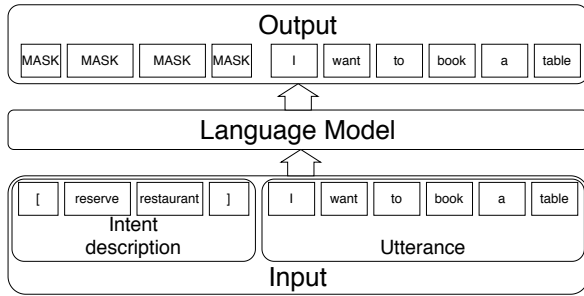 Output
MASK MASK MASK MASK I want to book a table
Language Model
[ reserve restaurant ] I want to book a table
Intent
description
Utterance
Input